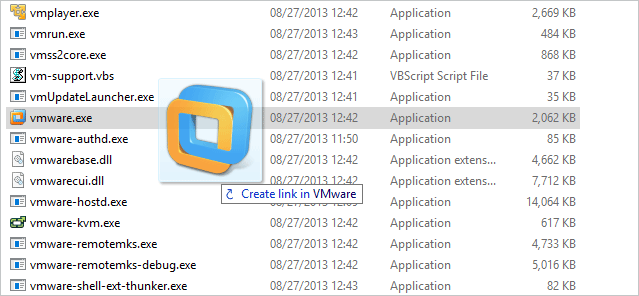 vmplayer.exe 08/27/2013 12:42 Application 2,669 KB
vmrun.exe 08/27/2013 12:43 Application 484 KB
vmss2core.exe 08/27/2013 12:42 Application 868 KB
vm-support.vbs 08/27/2013 12:41 VBScript Script File 37 KB
vmUpdateLauncher.exe 08/27/2013 12:41 Application 35 KB
vmware.exe 08/27/2013 12:42 Application 2,062 KB
vmware-authd.exe 08/27/2013 11:50 Application 85 KB
vmwarebase.dll 08/27/2013 12:42 Application extens... 4,662 KB
vmwarecui.dll 08/27/2013 12:42 Application extens... 7,712 KB
Create link in VMware
vmware-hostd.exe 08/27/2013 Application 14,064 KB
vmware-kvm.exe 08/27/2013 12:42 Application 617 KB
vmware-remotemks.exe 08/27/2013 12:42 Application 4,733 KB
vmware-remotemks-debug.exe 08/27/2013 12:42 Application 5,016 KB
vmware-shell-ext-thunker.exe 08/27/2013 12:43 Application 82 KB